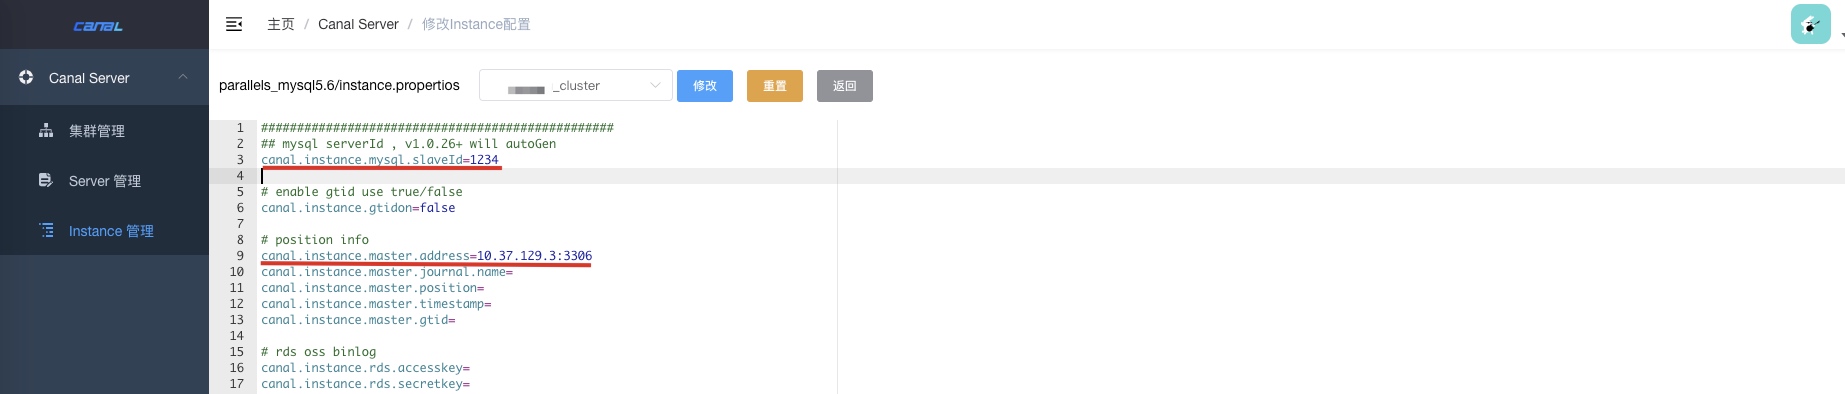 canal
主页 / Canal Server / 修改Instance配置
Canal Server
集群管理
Server 管理
Instance 管理
parallels_mysql5.6/instance.propertios
_cluster
修改
重置
返回
1 #################################################
2 ## mysql serverId , v1.0.26+ will autoGen
3 canal.instance.mysql.slaveId=1234
4
5 # enable gtid use true/false
6 canal.instance.gtidon=false
7
8 # position info
9 canal.instance.master.address=10.37.129.3:3306
10 canal.instance.master.journal.name=
11 canal.instance.master.position=
12 canal.instance.master.timestamp=
13 canal.instance.master.gtid=
14
15 # rds oss binlog
16 canal.instance.rds.accesskey=
17 canal.instance.rds.secretkey=